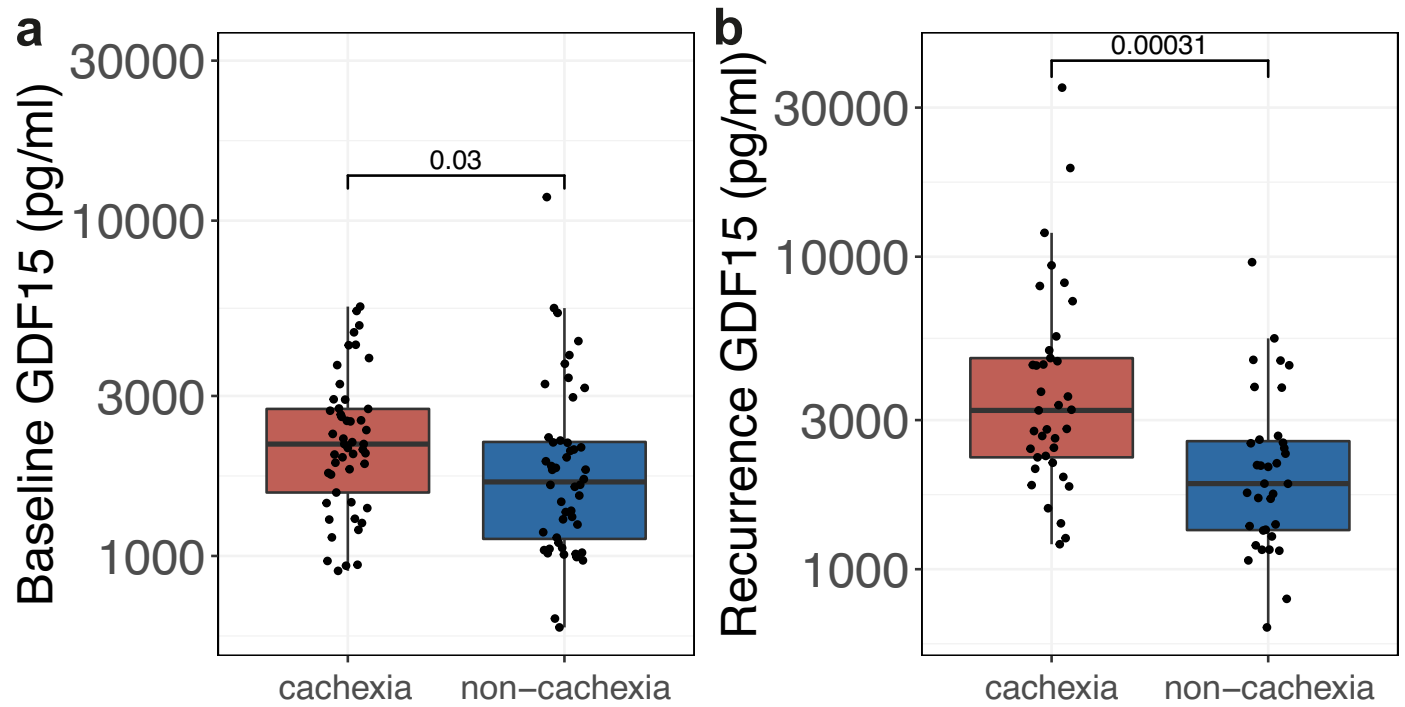 a
Baseline GDF15 (pg/ml)
30000
10000
3000
1000
0.03
cachexia
non−cachexia
b
Recurrence GDF15 (pg/ml)
30000
10000
3000
1000
0.00031
cachexia
non−cachexia